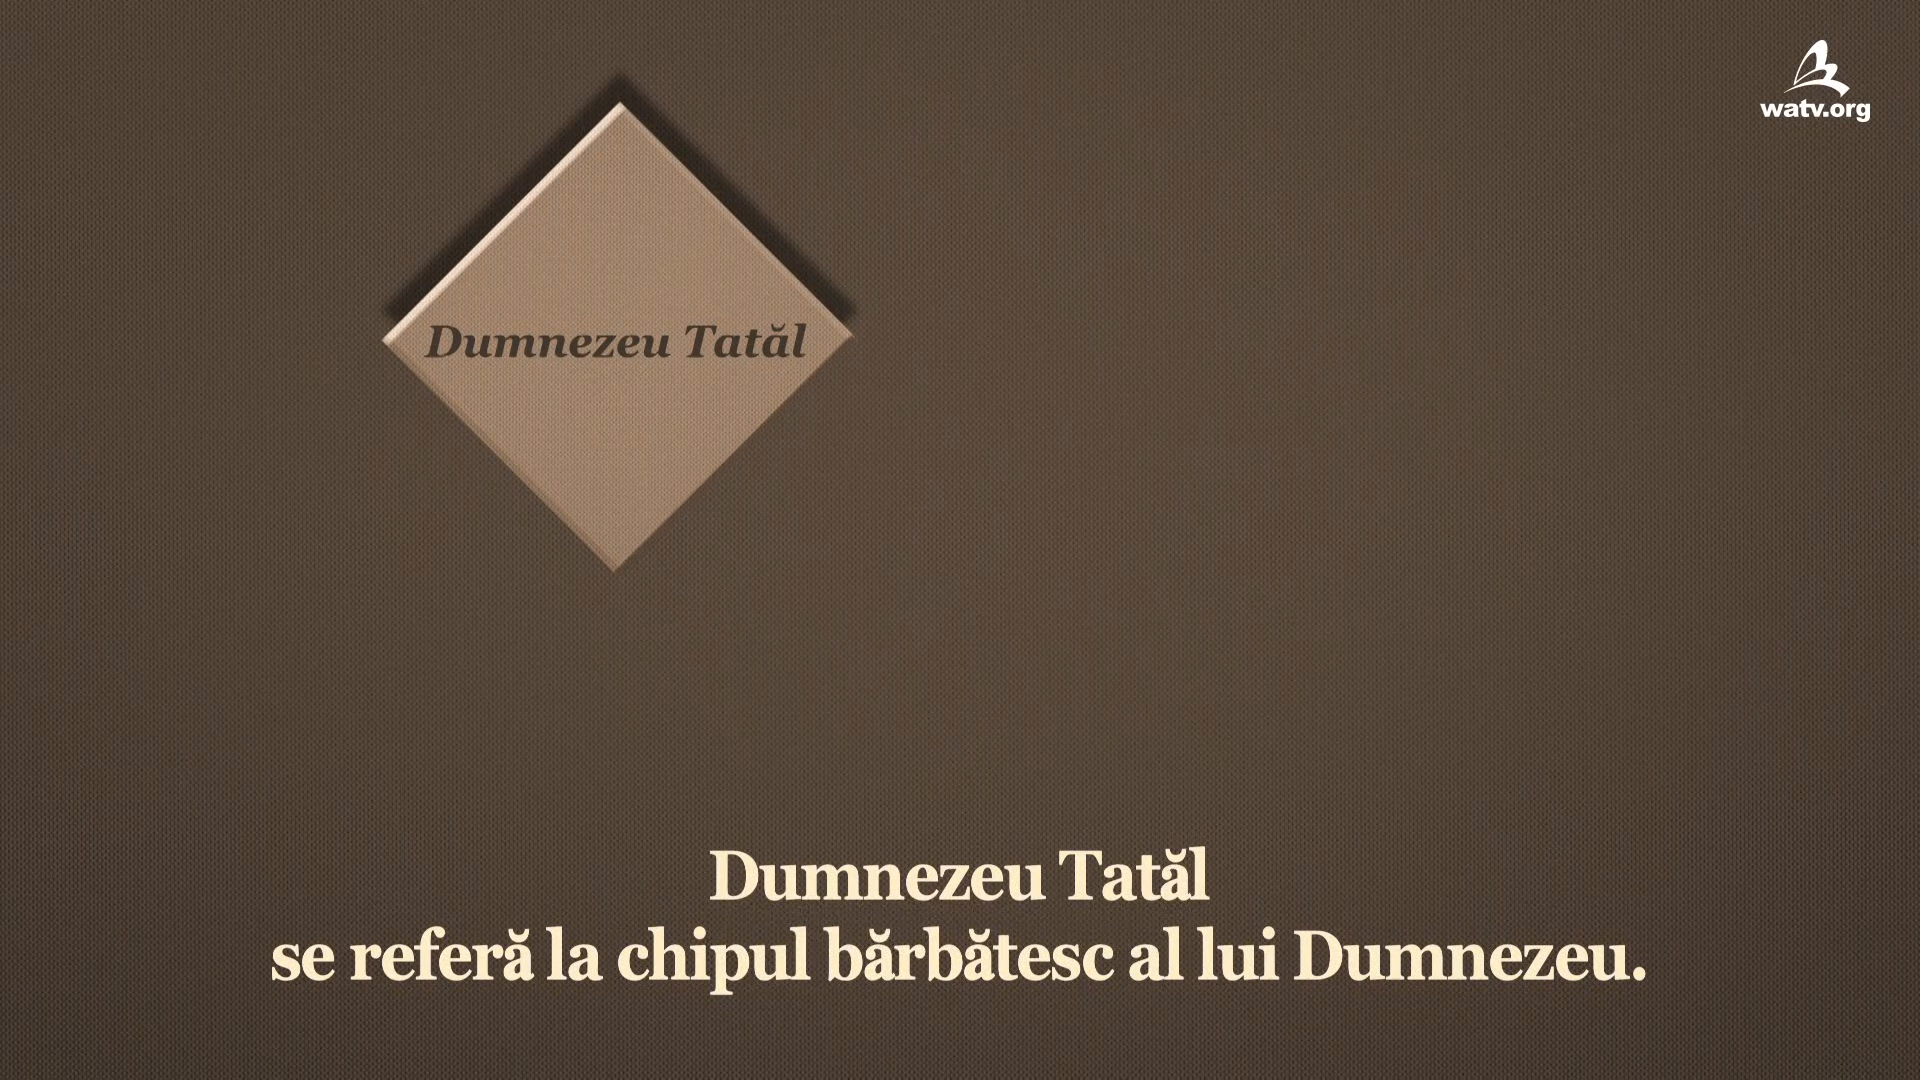 watv.org
Dumnezeu Tatăl
Dumnezeu Tatăl
se referă la chipul bărbătesc al lui Dumnezeu.